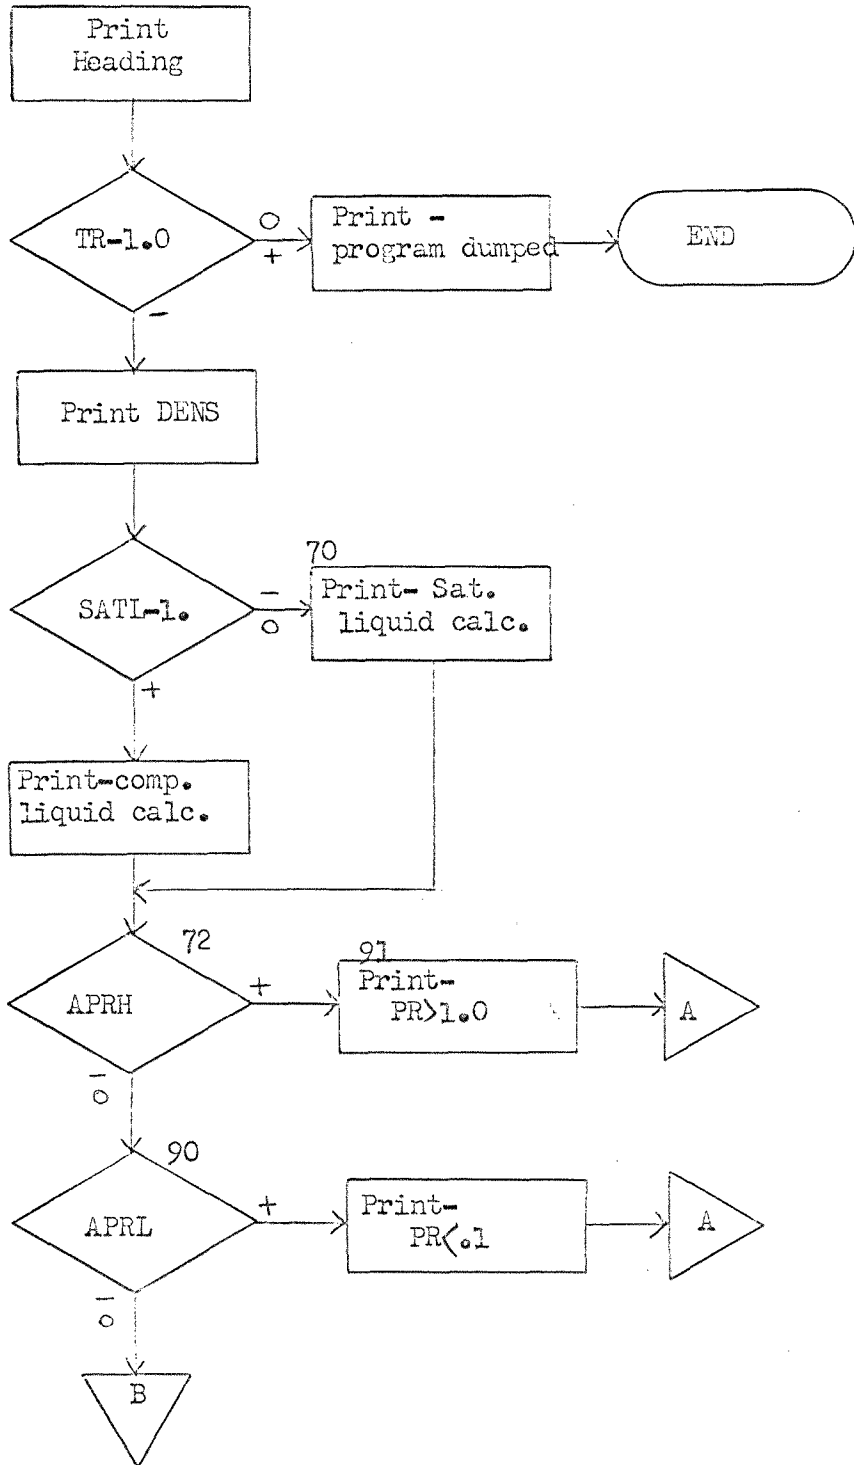 Print
Heading
TR-1.0
0
+
Print -
program dumped
END
-
Print DENS
SATL-1.
-
0
70
Print- Sat.
liquid calc.
+
Print-comp.
liquid calc.
72
APRH
+
91
Print-
PR>1.0
A
-
0
90
APRL
+
Print-
PR<.1
A
-
0
B